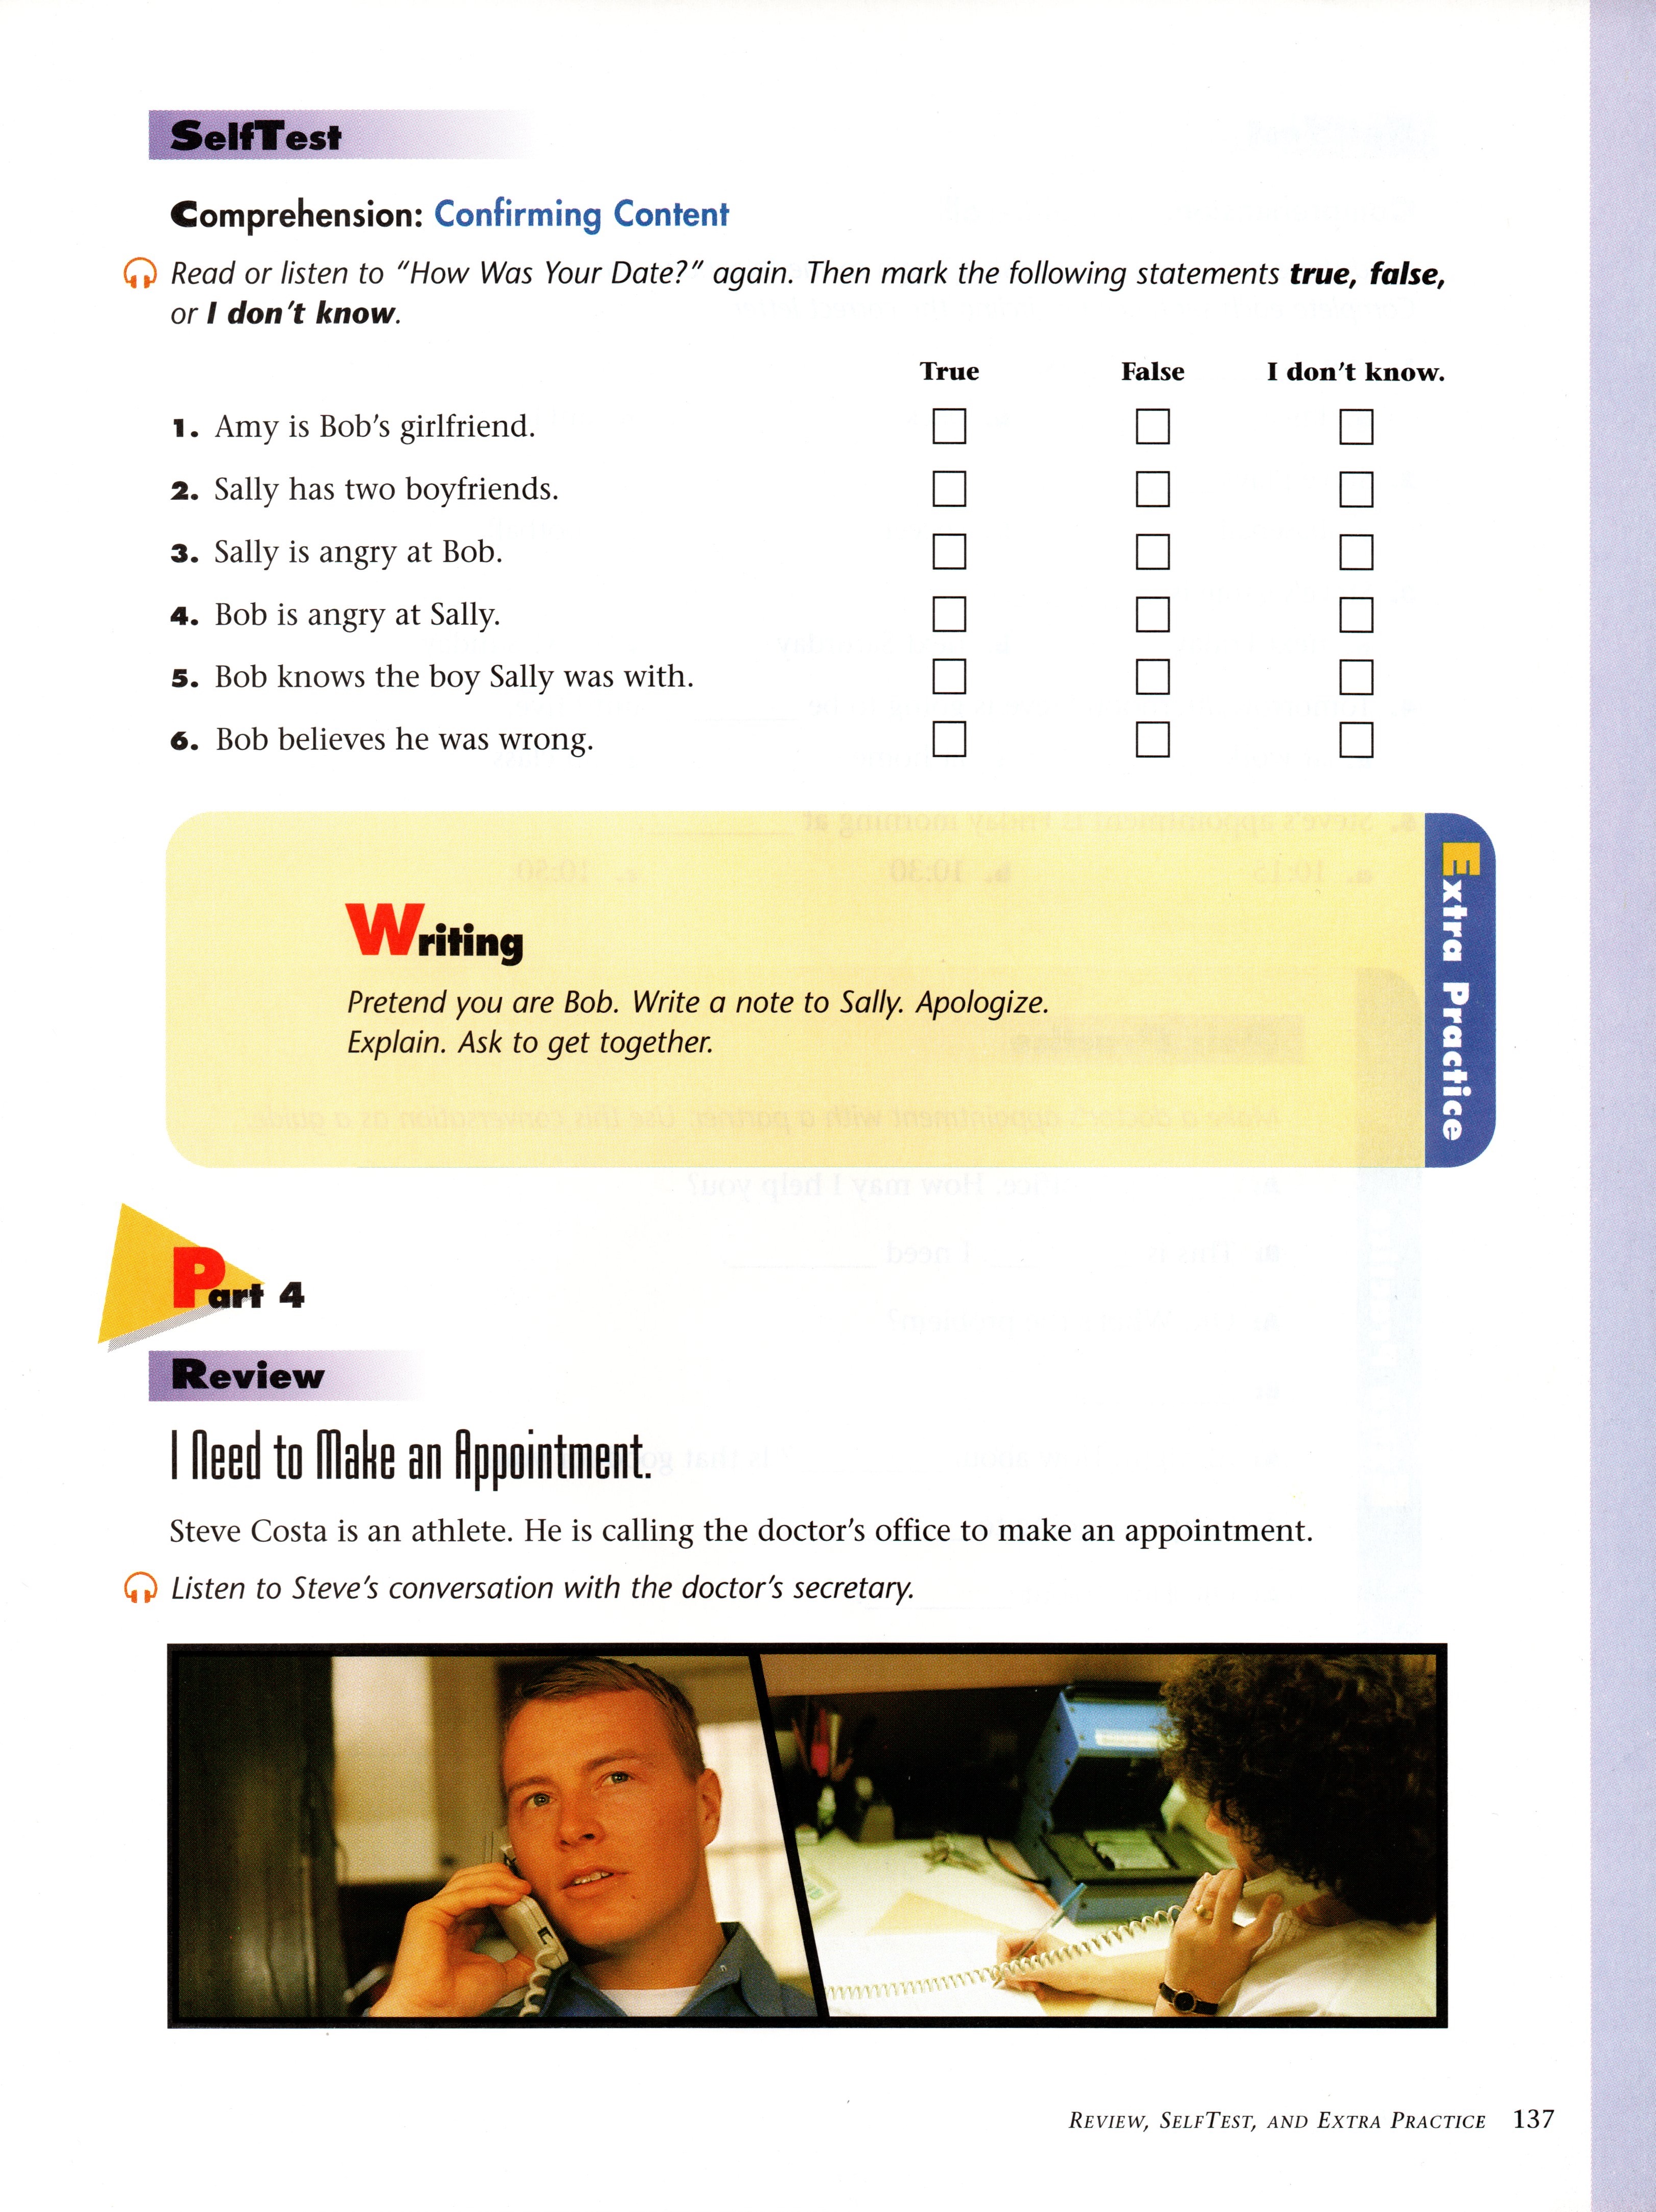 SelfTest
Comprehension: Confirming Content
Read or listen to “How Was Your Date?” again. Then mark the following statements true, false,
or I don’t know.
True False I don’t know.
1. Amy is Bob’s girlfriend.
2. Sally has two boyfriends.
3. Sally is angry at Bob.
4. Bob is angry at Sally.
5. Bob knows the boy Sally was with.
6. Bob believes he was wrong.
Writing
Pretend you are Bob. Write a note to Sally. Apologize.
Explain. Ask to get together.
Extra Practice
Part 4
Review
I Need to Make an Appointment.
Steve Costa is an athlete. He is calling the doctor’s office to make an appointment.
Listen to Steve’s conversation with the doctor’s secretary.
REVIEW, SELFTEST, AND EXTRA PRACTICE 137